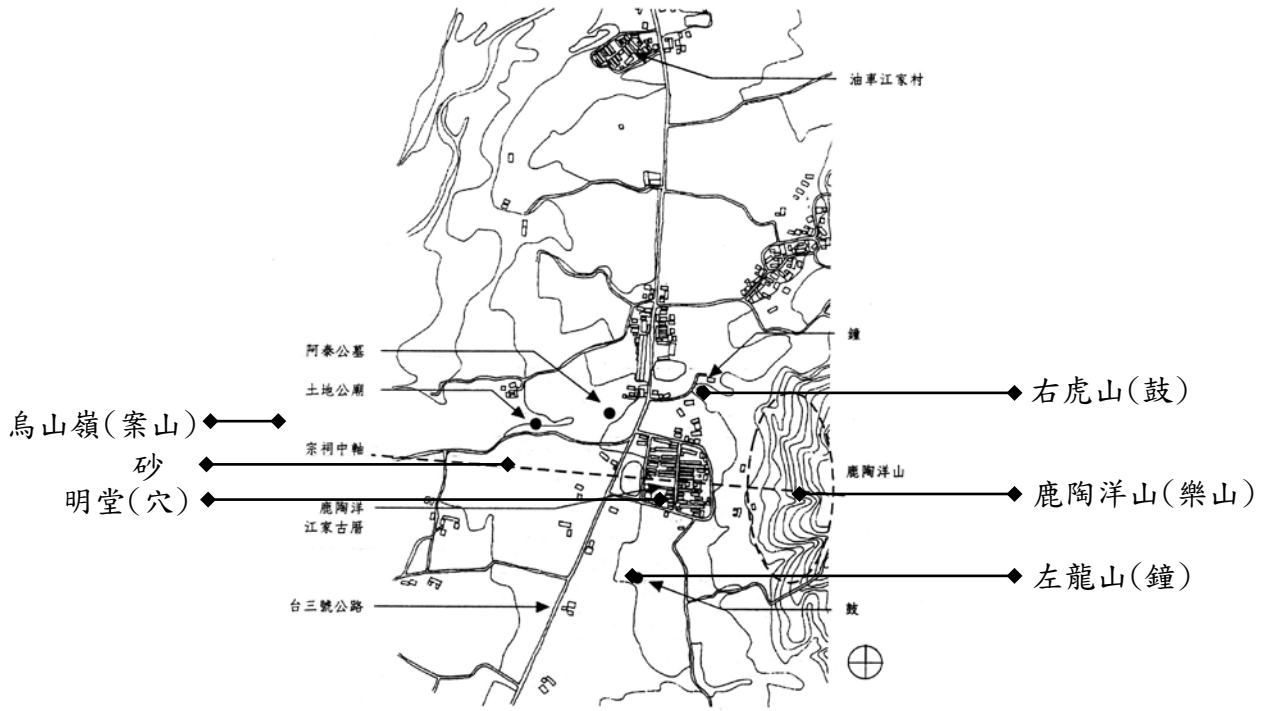 油車江家村
鐘
阿泰公墓
土地公廟
右虎山(鼓)
烏山嶺(案山)
宗祠中軸
砂
鹿陶洋山
明堂(穴)
鹿陶洋山(樂山)
鹿陶洋
江家古厝
左龍山(鐘)
台三號公路
鼓